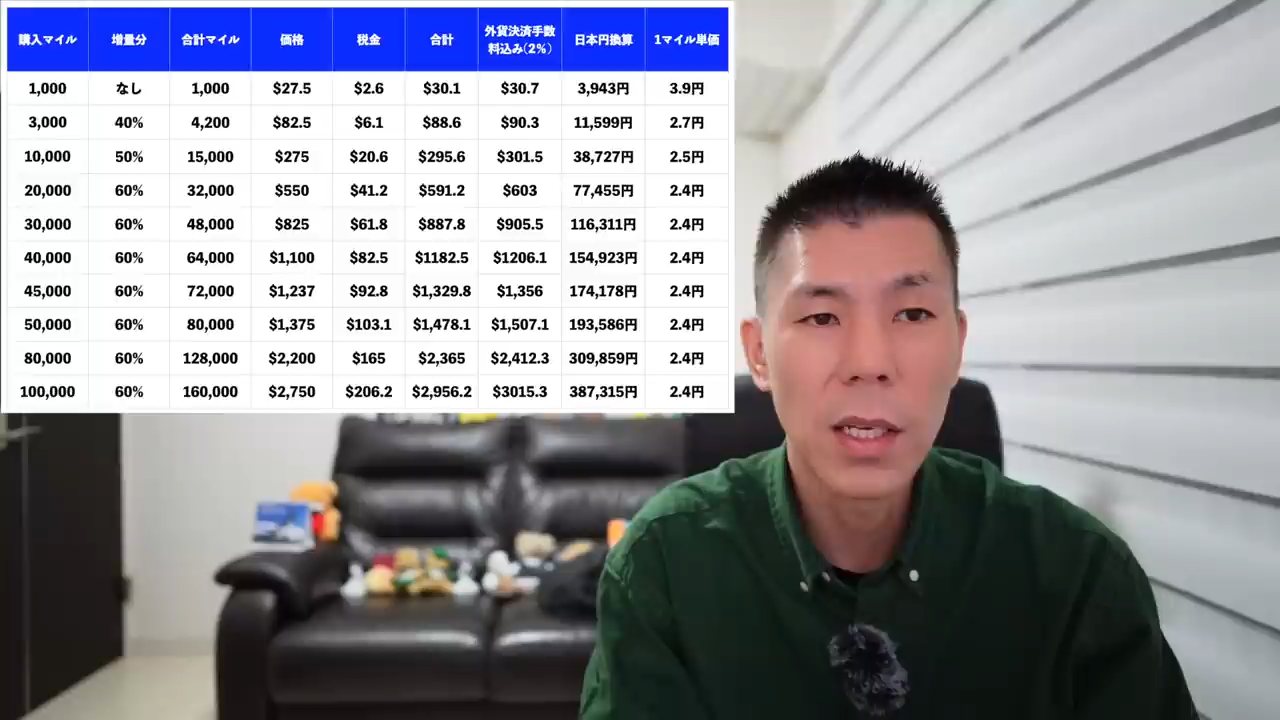 購入マイル 増量分 合計マイル 価格 税金 合計 外貨決済手数料込み(2%) 日本円換算 1マイル単価
1,000 なし 1,000 $27.5 $2.6 $30.1 $30.7 3,943円 3.9円
3,000 40% 4,200 $82.5 $6.1 $88.6 $90.3 11,599円 2.7円
10,000 50% 15,000 $275 $20.6 $295.6 $301.5 38,727円 2.5円
20,000 60% 32,000 $550 $41.2 $591.2 $603 77,455円 2.4円
30,000 60% 48,000 $825 $61.8 $887.8 $905.5 116,311円 2.4円
40,000 60% 64,000 $1,100 $82.5 $1182.5 $1206.1 154,923円 2.4円
45,000 60% 72,000 $1,237 $92.8 $1,329.8 $1,356 174,178円 2.4円
50,000 60% 80,000 $1,375 $103.1 $1,478.1 $1,507.1 193,586円 2.4円
80,000 60% 128,000 $2,200 $165 $2,365 $2,412.3 309,859円 2.4円
100,000 60% 160,000 $2,750 $206.2 $2,956.2 $3015.3 387,315円 2.4円